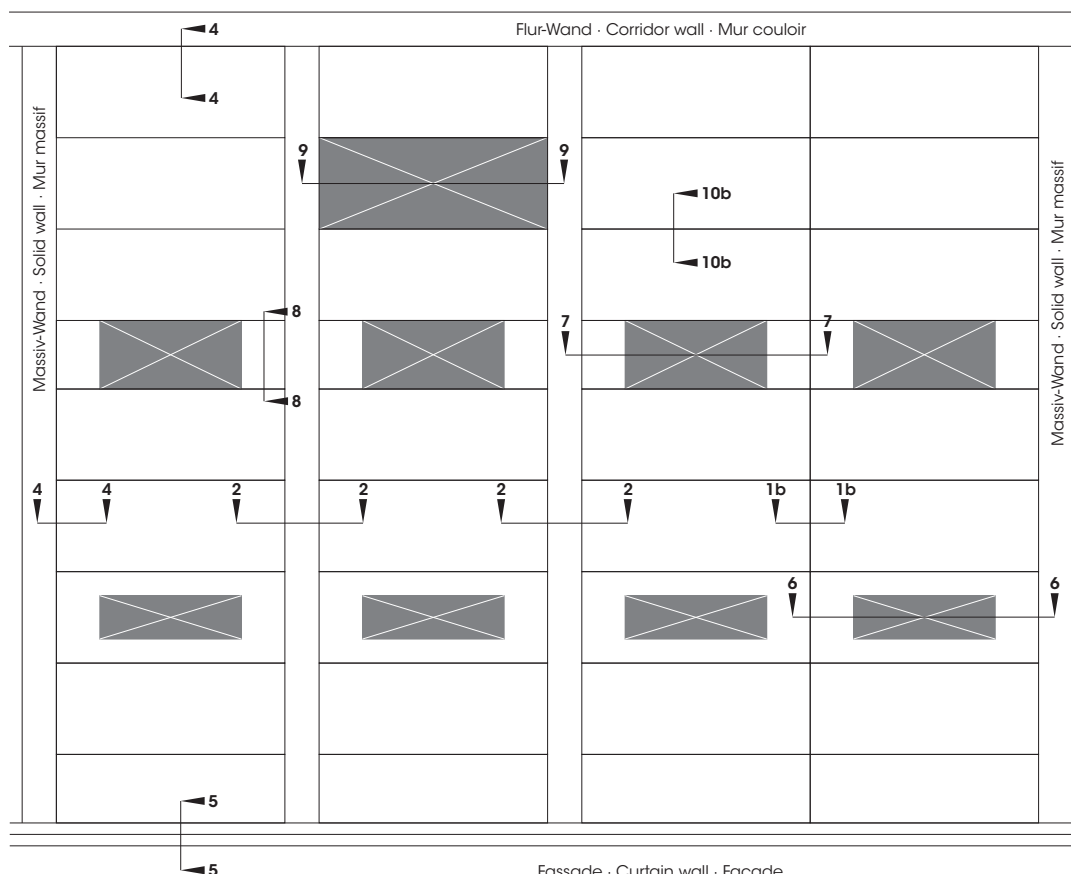 4
Flur-Wand · Corridor wall · Mur couloir
4
Massiv-Wand · Solid wall · Mur massif
9 9
Massiv-Wand · Solid wall · Mur massif
10b
10b
8
7 7
8
4 4 2 2 2 2 1b 1b
6 6
5
5
Fassade · Curtain wall · Façade